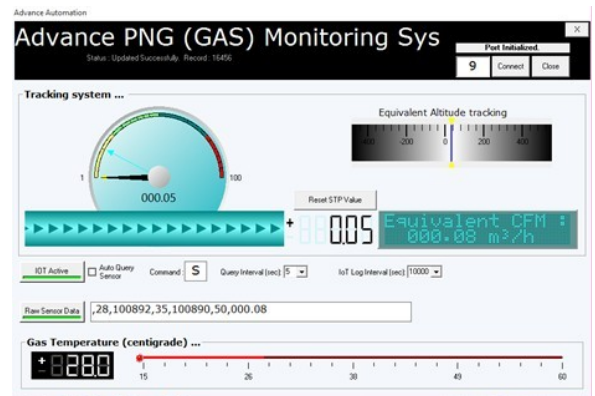 Advance Automation
Advance PNG (GAS) Monitoring Sys
Status : Updated Successfully. Record : 16456
X
Port Initialized.
9 Connect Close
Tracking system ...
Equivalent Altitude tracking
-400 -200 0 200 400
1 100
000.05
Reset STP Value
+ 0.05
-
Equivalent CFM :
000.08 m³/h
IOT Active Auto Query Sensor Command : S Query Interval (sec): 5 IoT Log Interval (sec): 10000
Raw Sensor Data ,28,100892,35,100890,50,000.08
Gas Temperature (centigrade) ...
+ 28.0
-
15 26 38 49 60